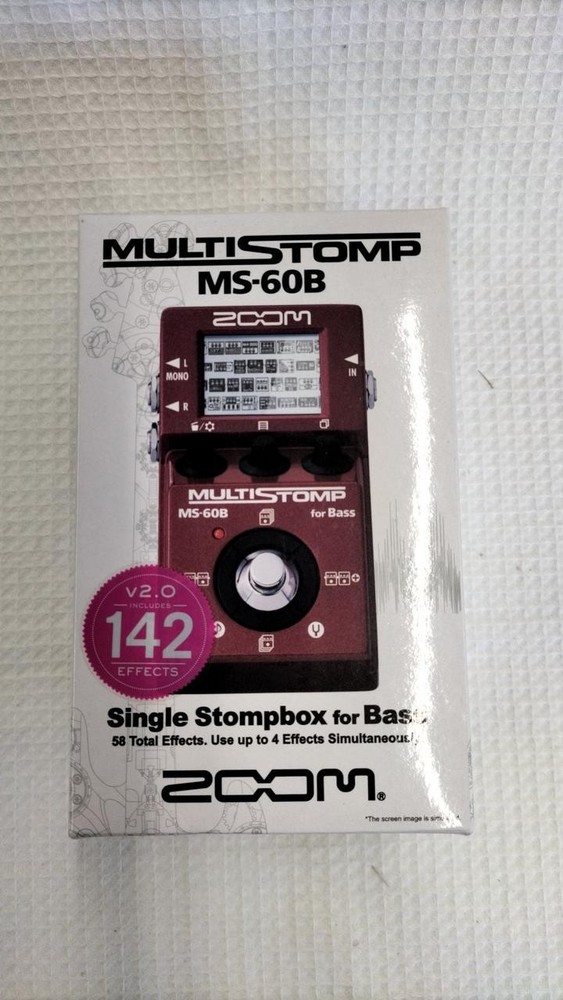 MULTISTOMP
MS-60B
ZOOM
L
MONO
IN
R
MULTISTOMP
MS-60B for Bass
v2.0
INCLUDES
142
EFFECTS
Single Stompbox for Bass
58 Total Effects. Use up to 4 Effects Simultaneously.
ZOOM®
*The screen image is